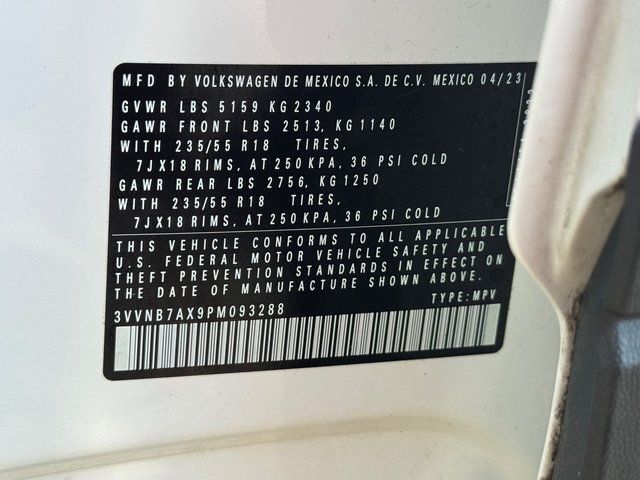 MFD BY VOLKSWAGEN DE MEXICO S.A. DE C.V. MEXICO 04/23
GVWR LBS 5159 KG 2340
GAWR FRONT LBS 2513, KG 1140
WITH 235/55 R18 TIRES,
7JX18 RIMS, AT 250 KPA, 36 PSI COLD
GAWR REAR LBS 2756, KG 1250
WITH 235/55 R18 TIRES,
7JX18 RIMS, AT 250 KPA, 36 PSI COLD
THIS VEHICLE CONFORMS TO ALL APPLICABLE
U.S. FEDERAL MOTOR VEHICLE SAFETY AND
THEFT PREVENTION STANDARDS IN EFFECT ON
THE DATE OF MANUFACTURE SHOWN ABOVE.
3VVNB7AX9PM093288 TYPE: MPV